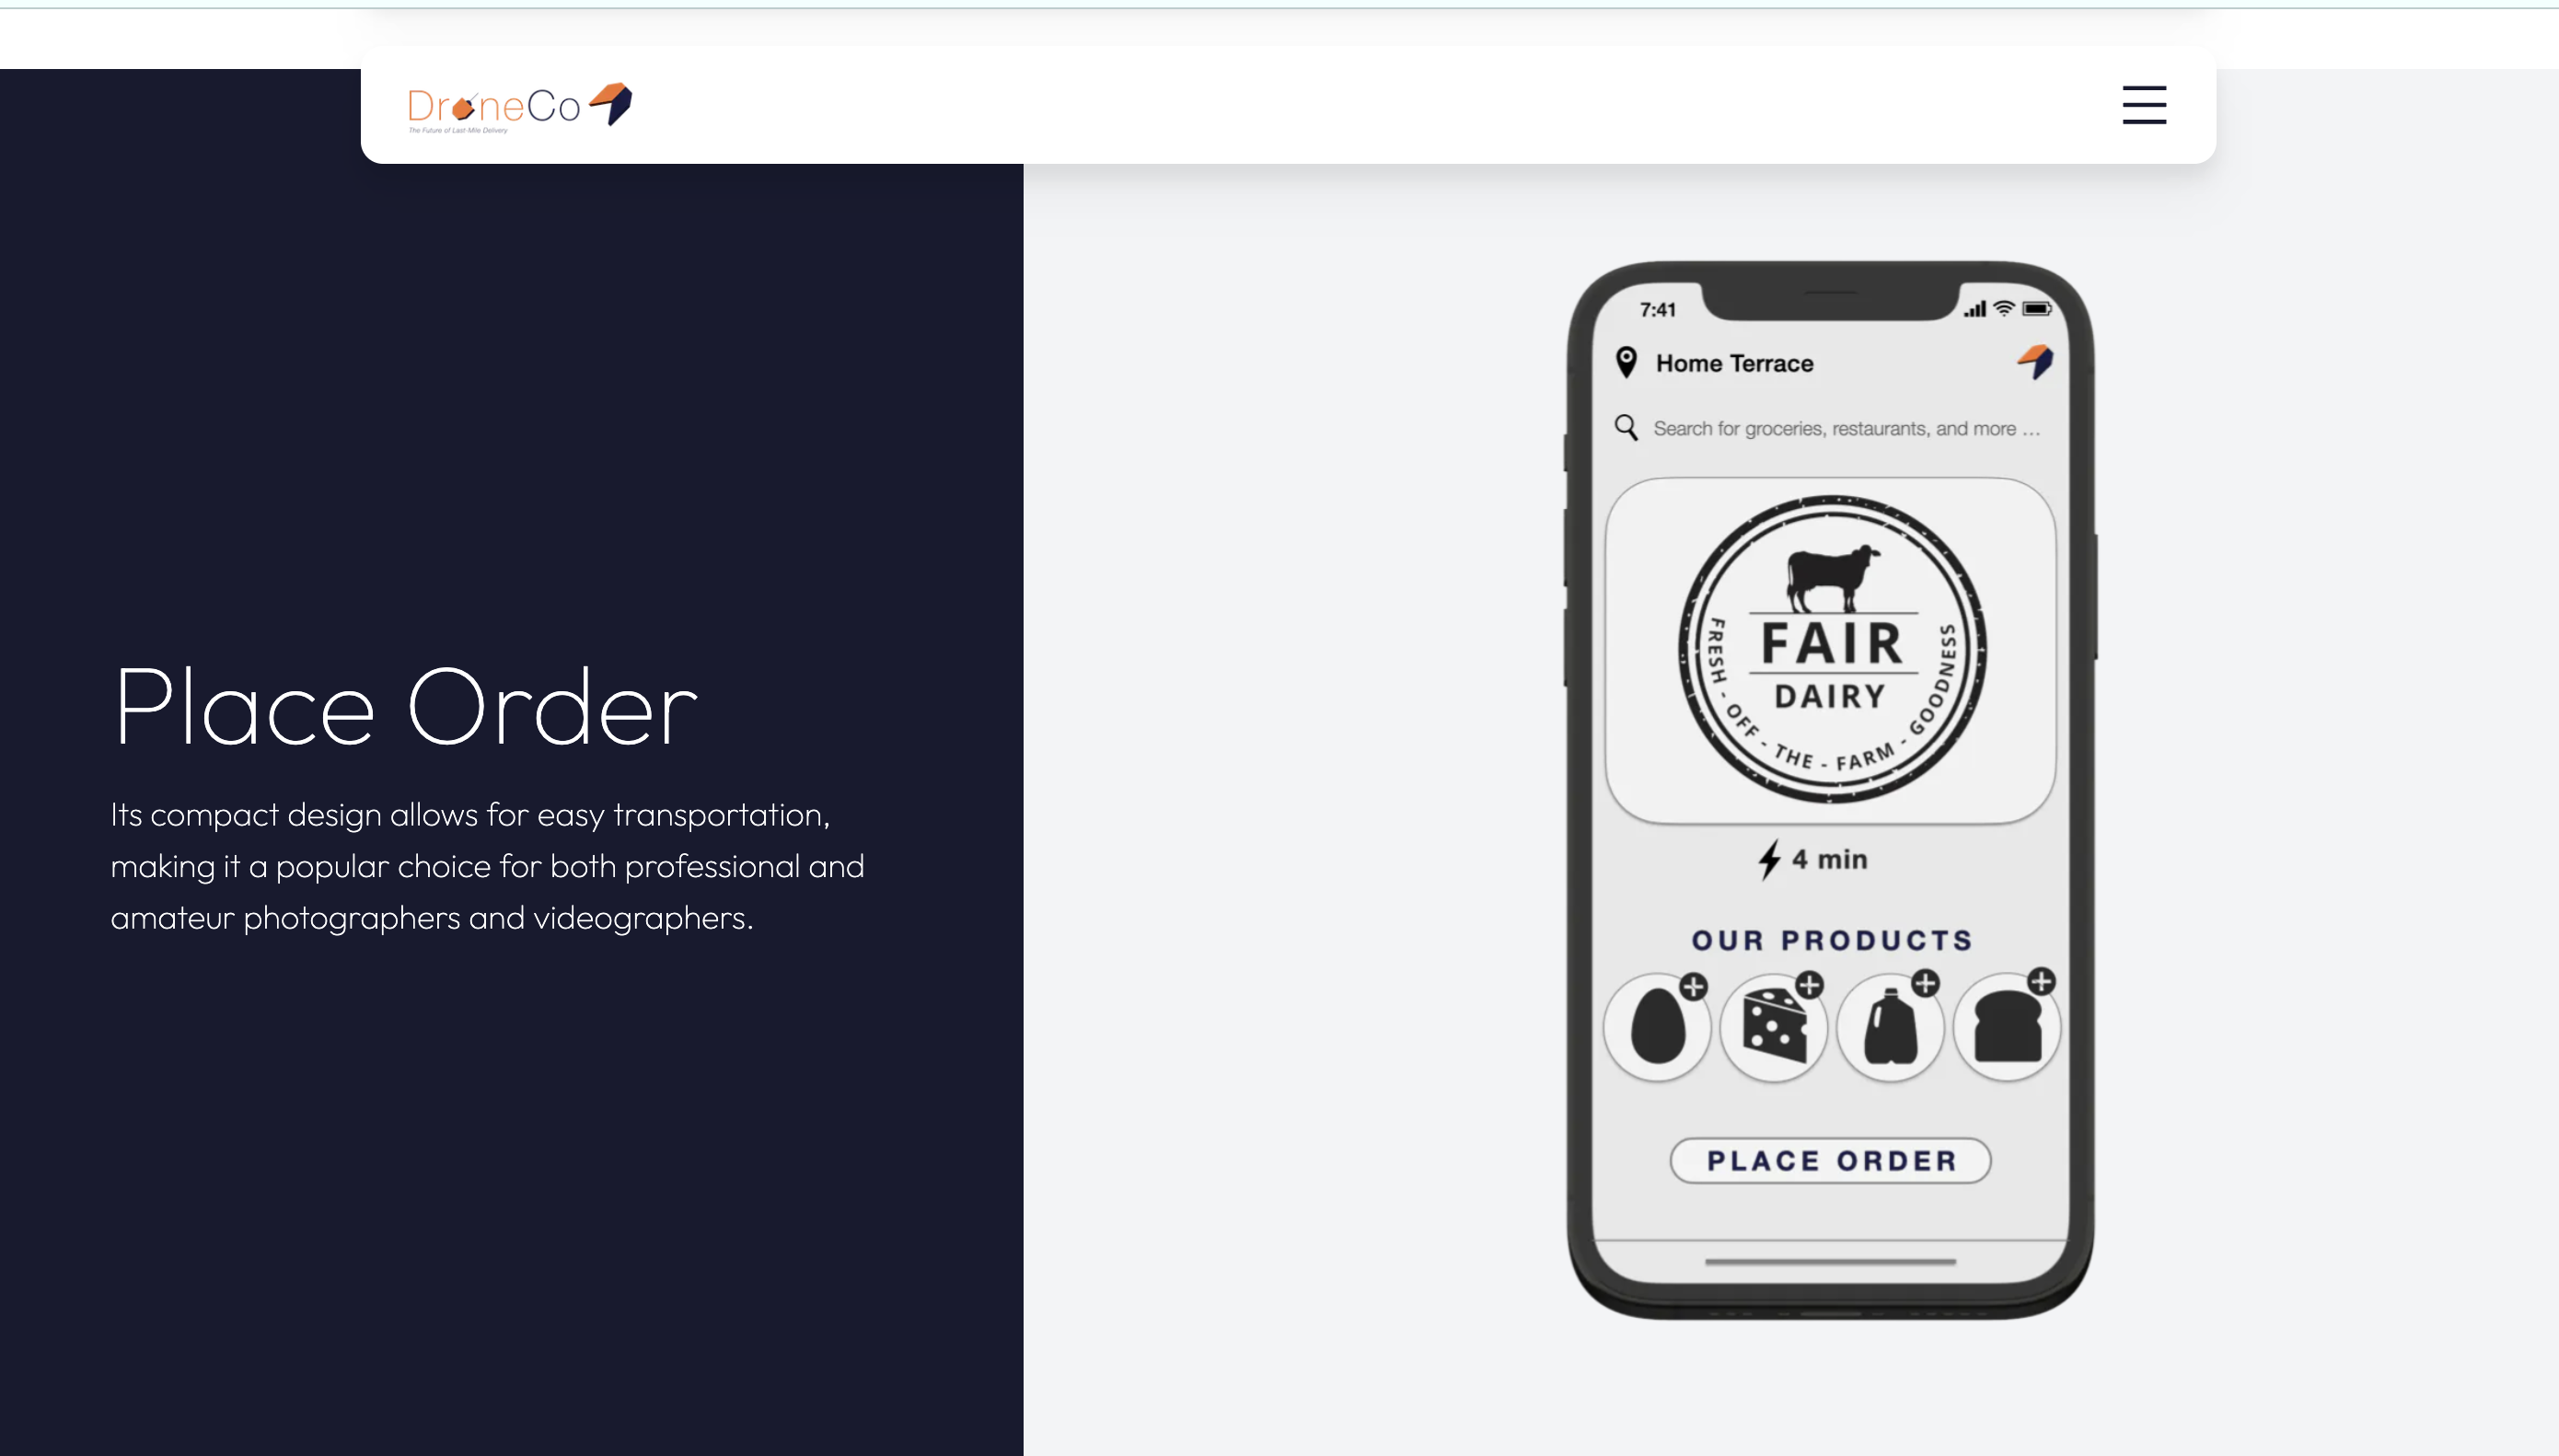 DroneCo
The Future of Last-Mile Delivery
Place Order
Its compact design allows for easy transportation,
making it a popular choice for both professional and
amateur photographers and videographers.
7:41
Home Terrace
Search for groceries, restaurants, and more ...
FAIR
DAIRY
FRESH - OFF - THE - FARM - GOODNESS
4 min
OUR PRODUCTS
PLACE ORDER